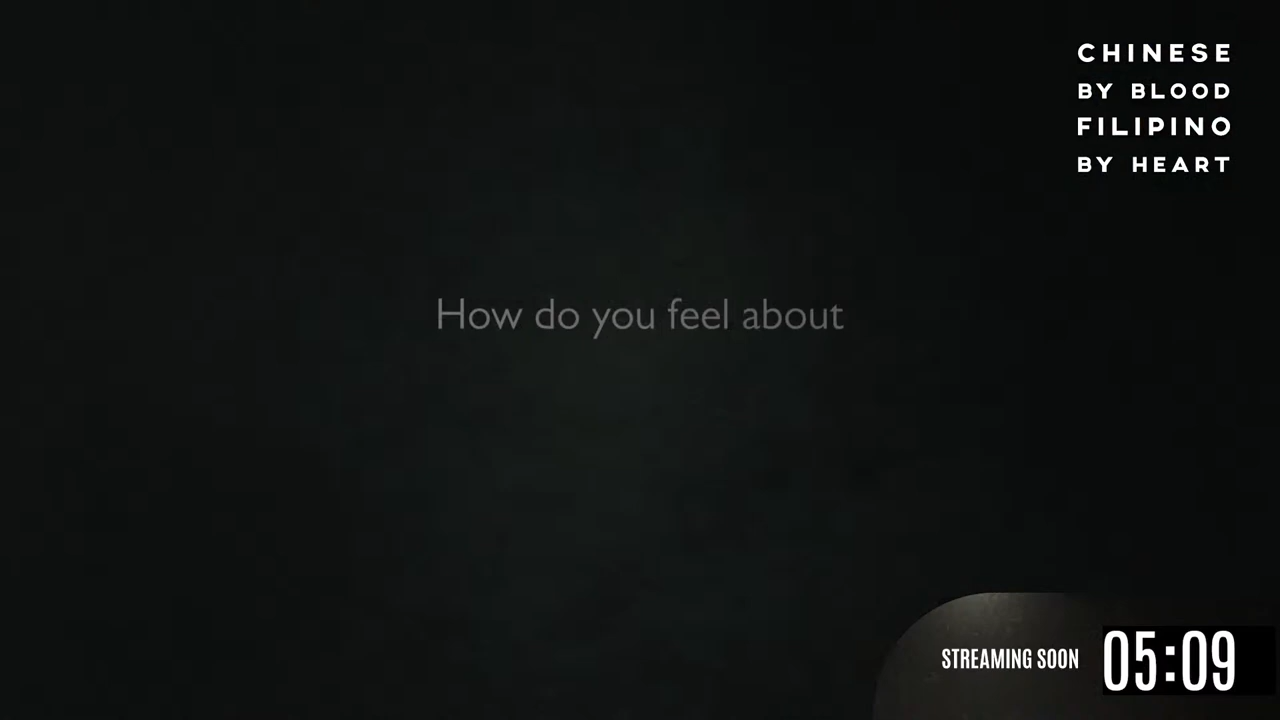 CHINESE
BY BLOOD
FILIPINO
BY HEART
How do you feel about
STREAMING SOON 05:09